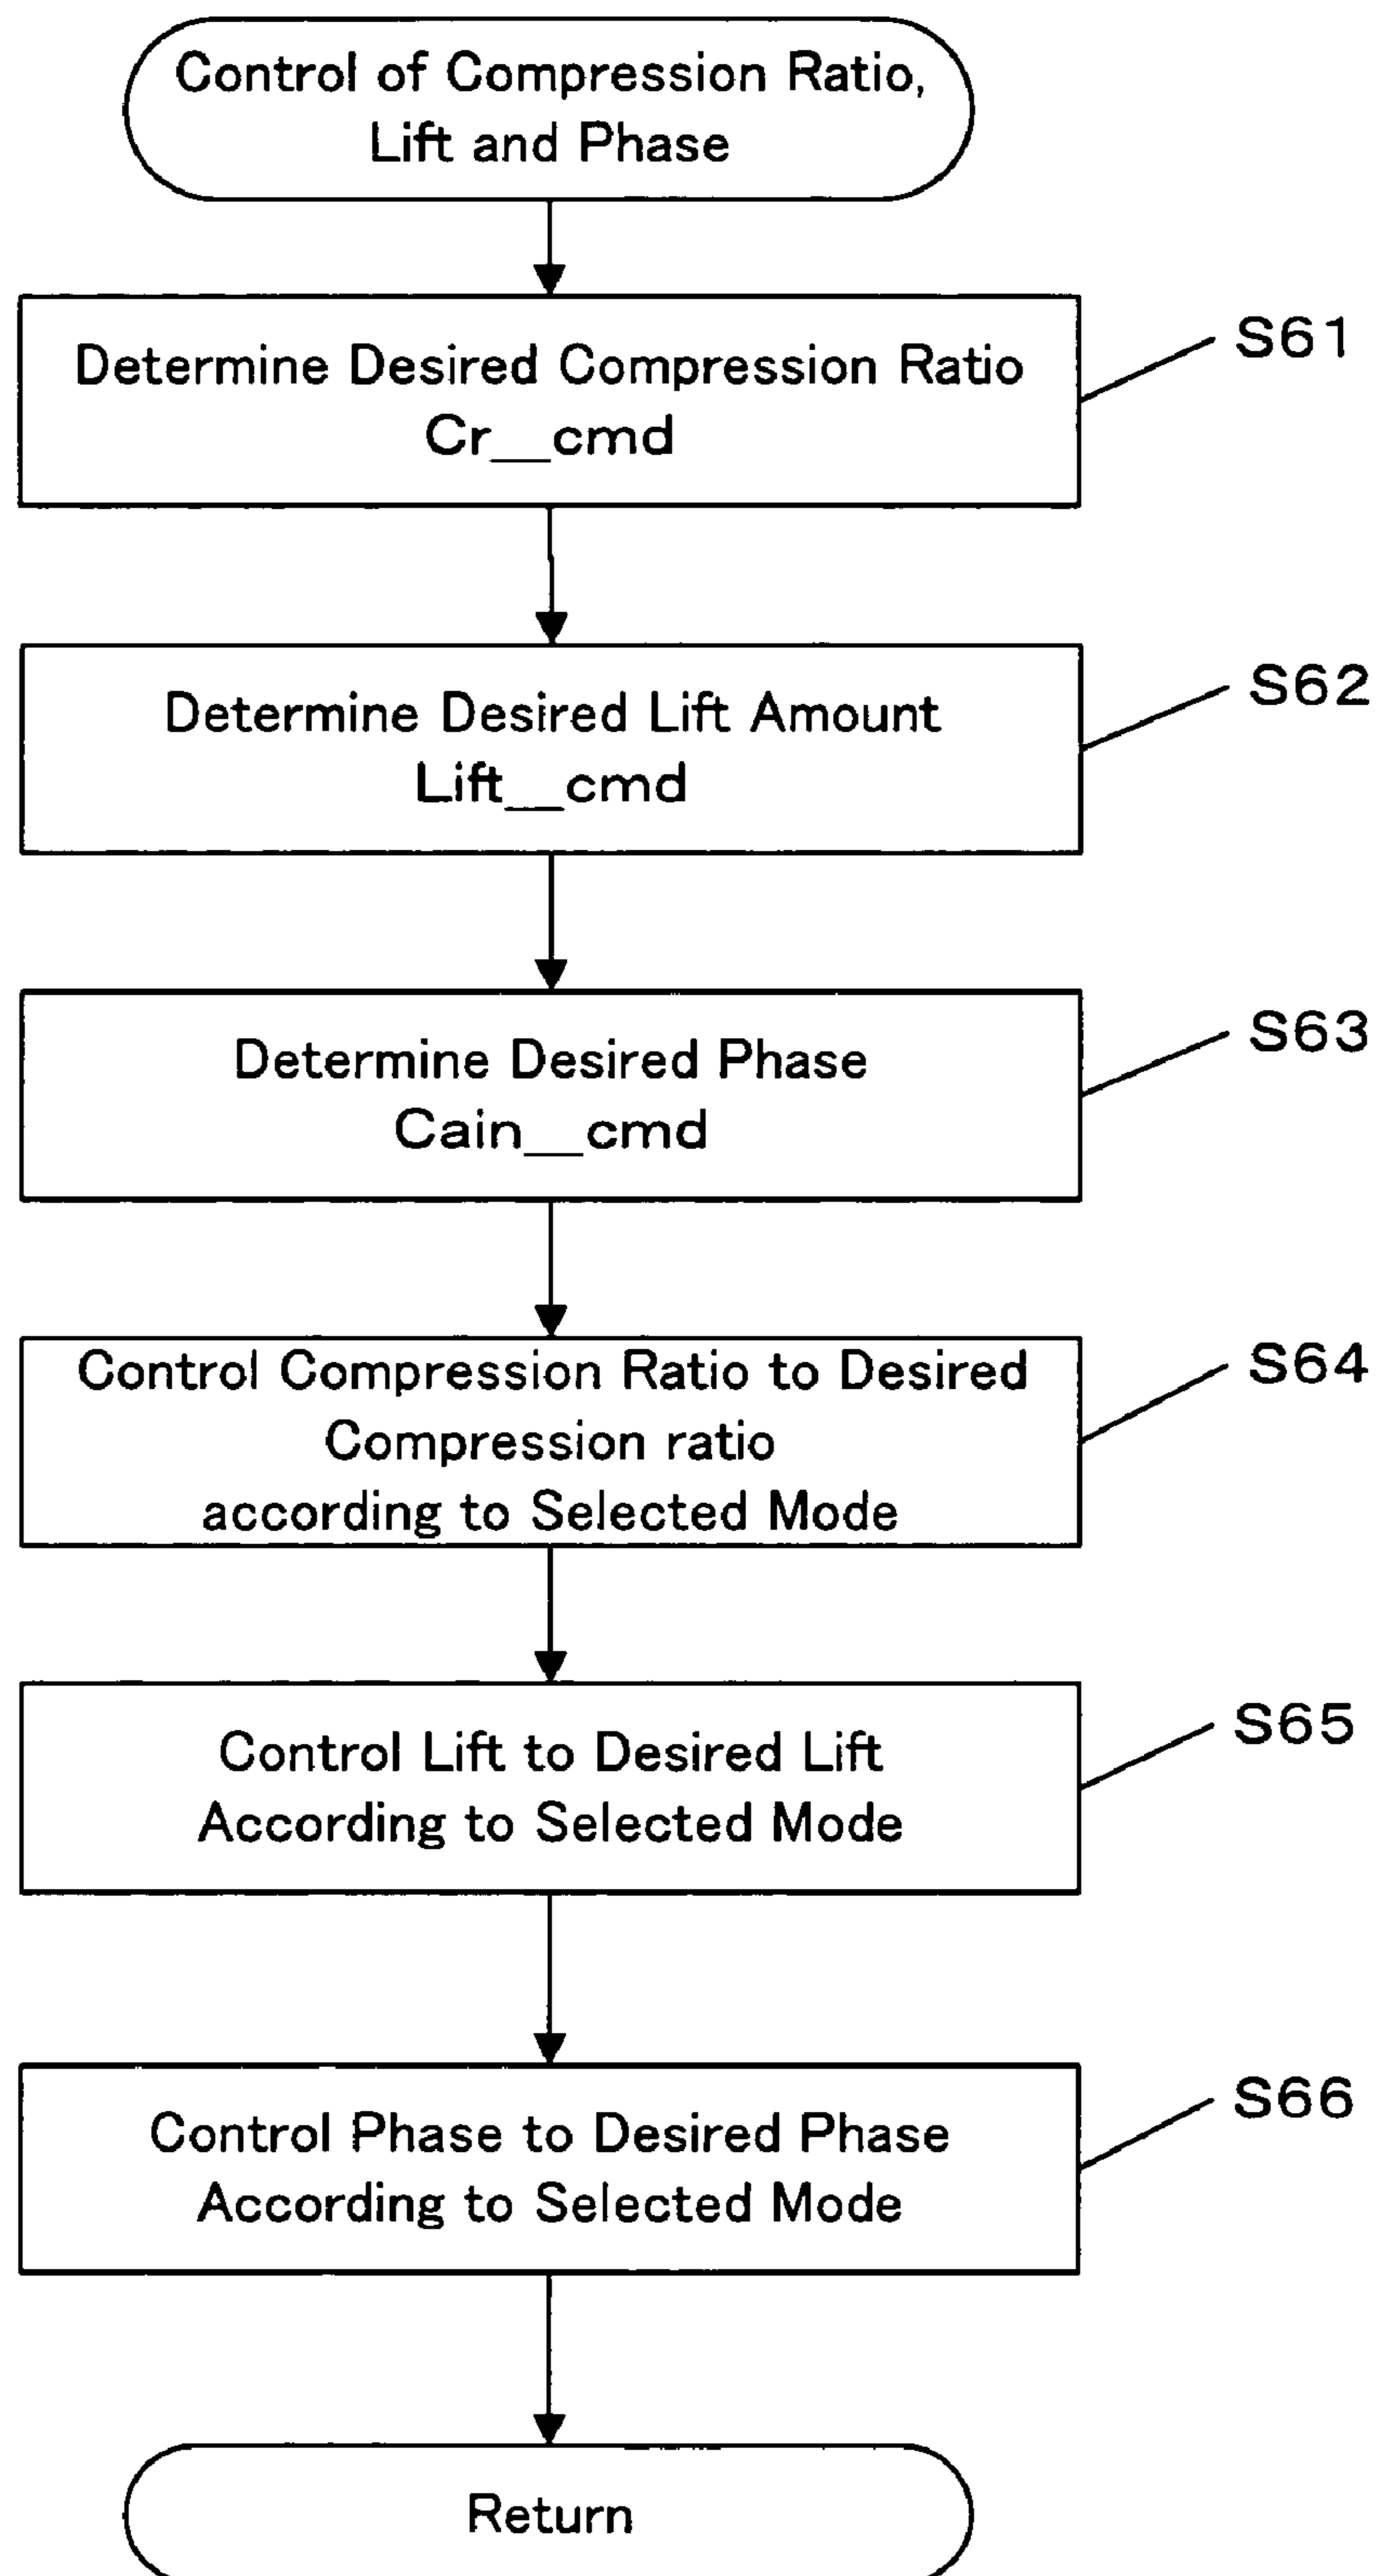 Control of Compression Ratio,
Lift and Phase
Determine Desired Compression Ratio
Cr__cmd
S61
Determine Desired Lift Amount
Lift__cmd
S62
Determine Desired Phase
Cain__cmd
S63
Control Compression Ratio to Desired
Compression ratio
according to Selected Mode
S64
Control Lift to Desired Lift
According to Selected Mode
S65
Control Phase to Desired Phase
According to Selected Mode
S66
Return